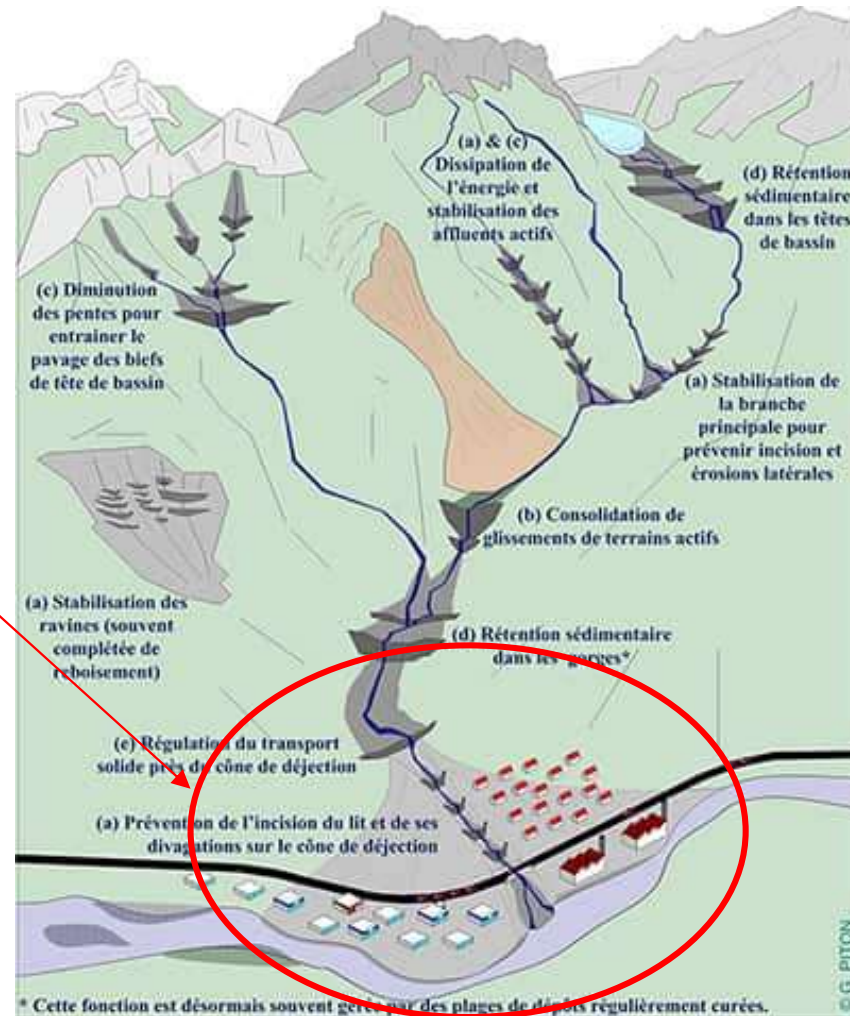 (a) & (c)
Dissipation de
l'énergie et
stabilisation des
affluents actifs
(d) Rétention
sédimentaire
dans les têtes
de bassin
(c) Diminution
des pentes pour
entrainer le
pavage des biefs
de tête de bassin
(a) Stabilisation de
la branche
principale pour
prévenir incision et
érosions latérales
(b) Consolidation de
glissements de terrains actifs
(a) Stabilisation des
ravines (souvent
complétée de
reboisement)
(d) Rétention sédimentaire
dans les gorges*
(e) Régulation du transport
solide près du cône de déjection
(a) Prévention de l'incision du lit et de ses
divagations sur le cône de déjection
© G. PITON
* Cette fonction est désormais souvent gerée par des plages de dépôts régulièrement curées.